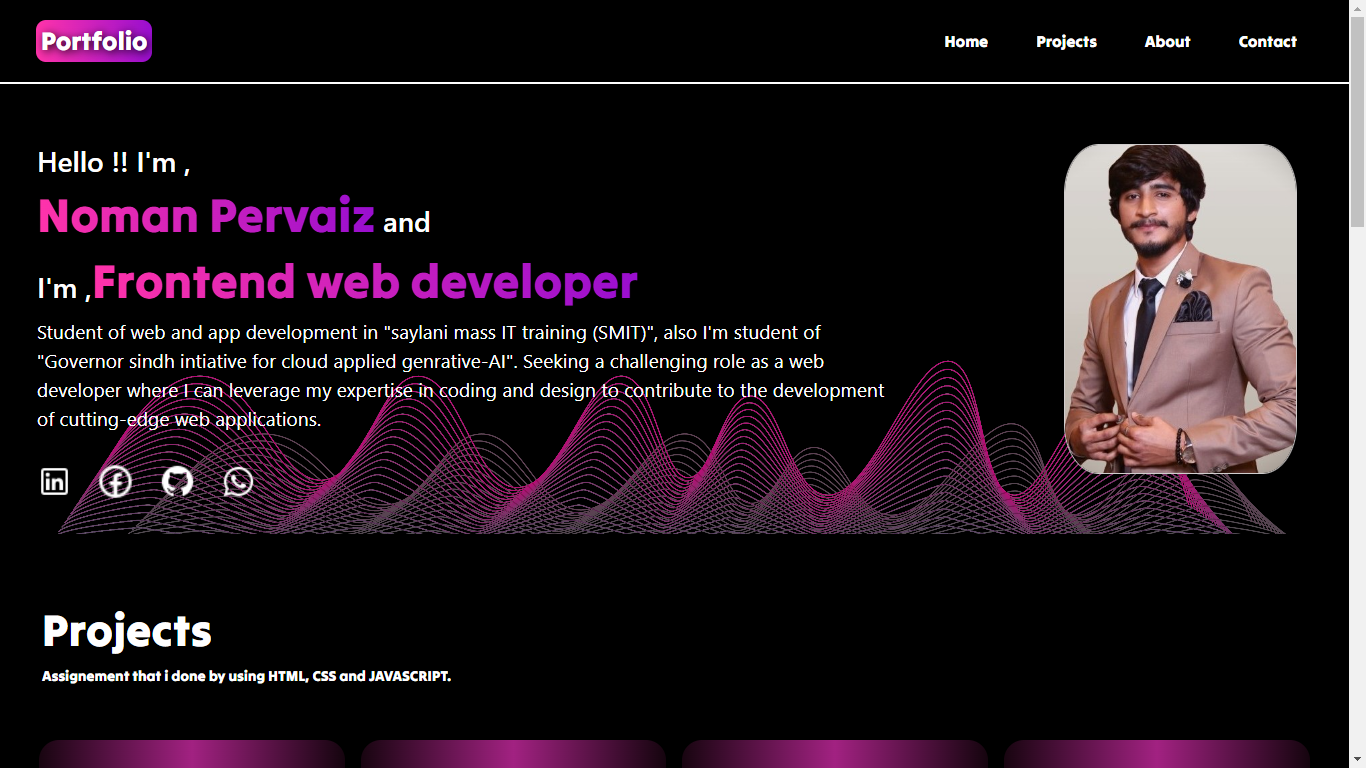 Portfolio
Home Projects About Contact
Hello !! I'm ,
Noman Pervaiz and
I'm ,Frontend web developer
Student of web and app development in "saylani mass IT training (SMIT)", also I'm student of
"Governor sindh intiative for cloud applied genrative-AI". Seeking a challenging role as a web
developer where I can leverage my expertise in coding and design to contribute to the development
of cutting-edge web applications.
in
Projects
Assignement that i done by using HTML, CSS and JAVASCRIPT.